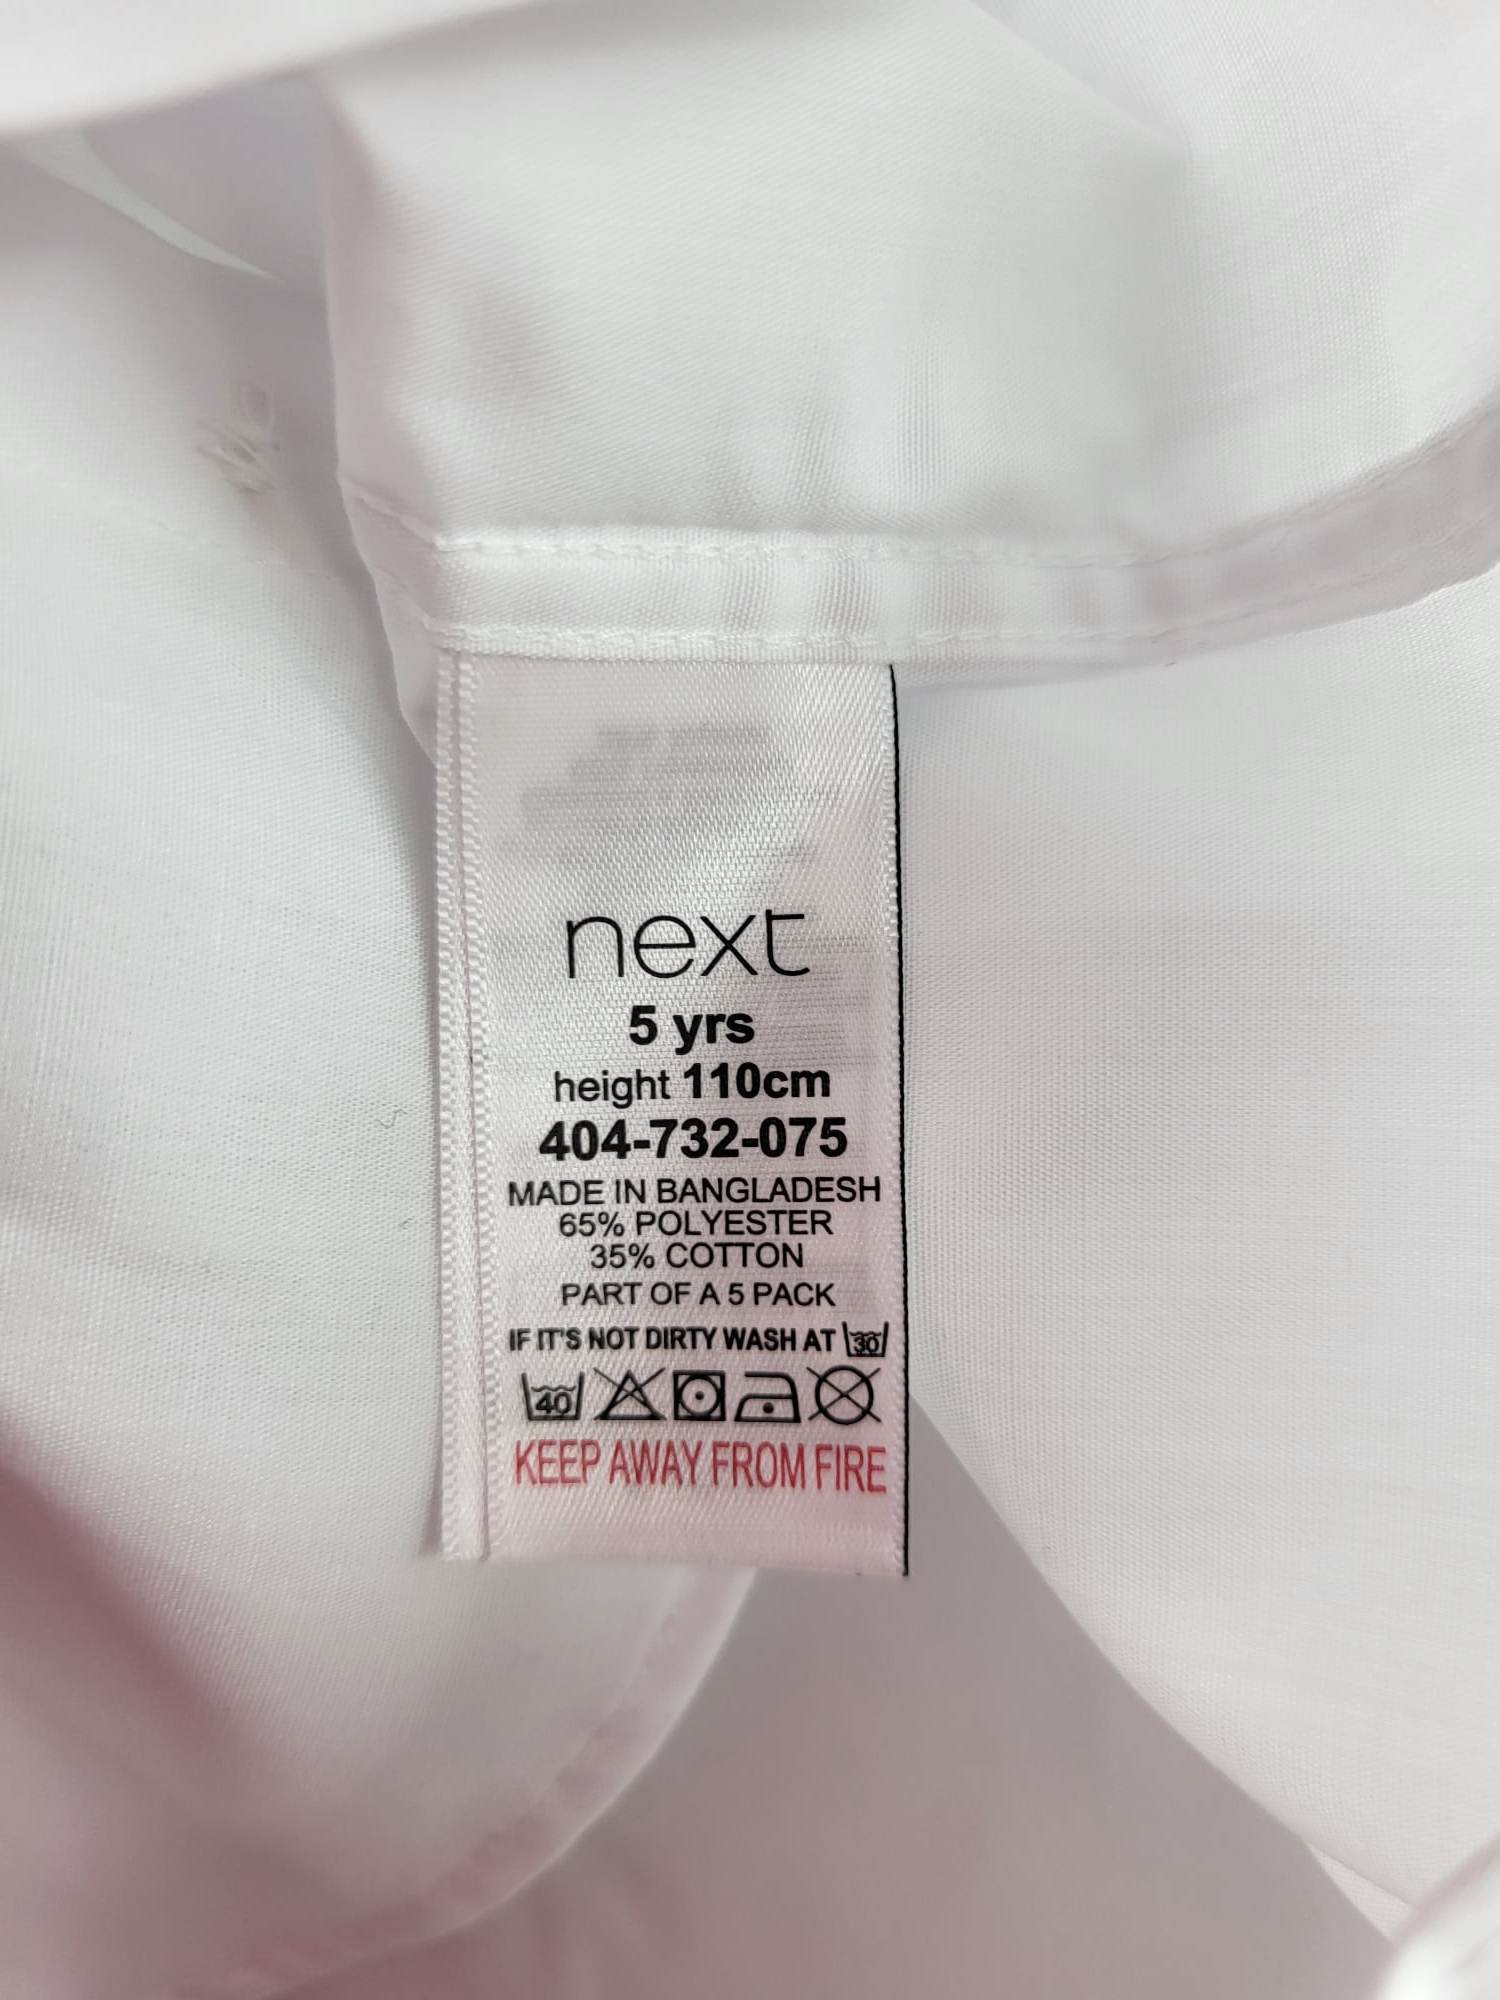 next
5 yrs
height 110cm
404-732-075
MADE IN BANGLADESH
65% POLYESTER
35% COTTON
PART OF A 5 PACK
IF IT'S NOT DIRTY WASH AT 30
40
KEEP AWAY FROM FIRE